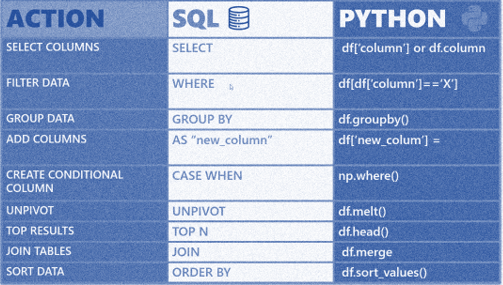 ACTION SQL PYTHON
SELECT COLUMNS SELECT df['column'] or df.column
FILTER DATA WHERE df[df['column']=='X']
GROUP DATA GROUP BY df.groupby()
ADD COLUMNS AS "new_column" df['new_colum'] =
CREATE CONDITIONAL CASE WHEN np.where()
COLUMN
UNPIVOT UNPIVOT df.melt()
TOP RESULTS TOP N df.head()
JOIN TABLES JOIN df.merge
SORT DATA ORDER BY df.sort_values()